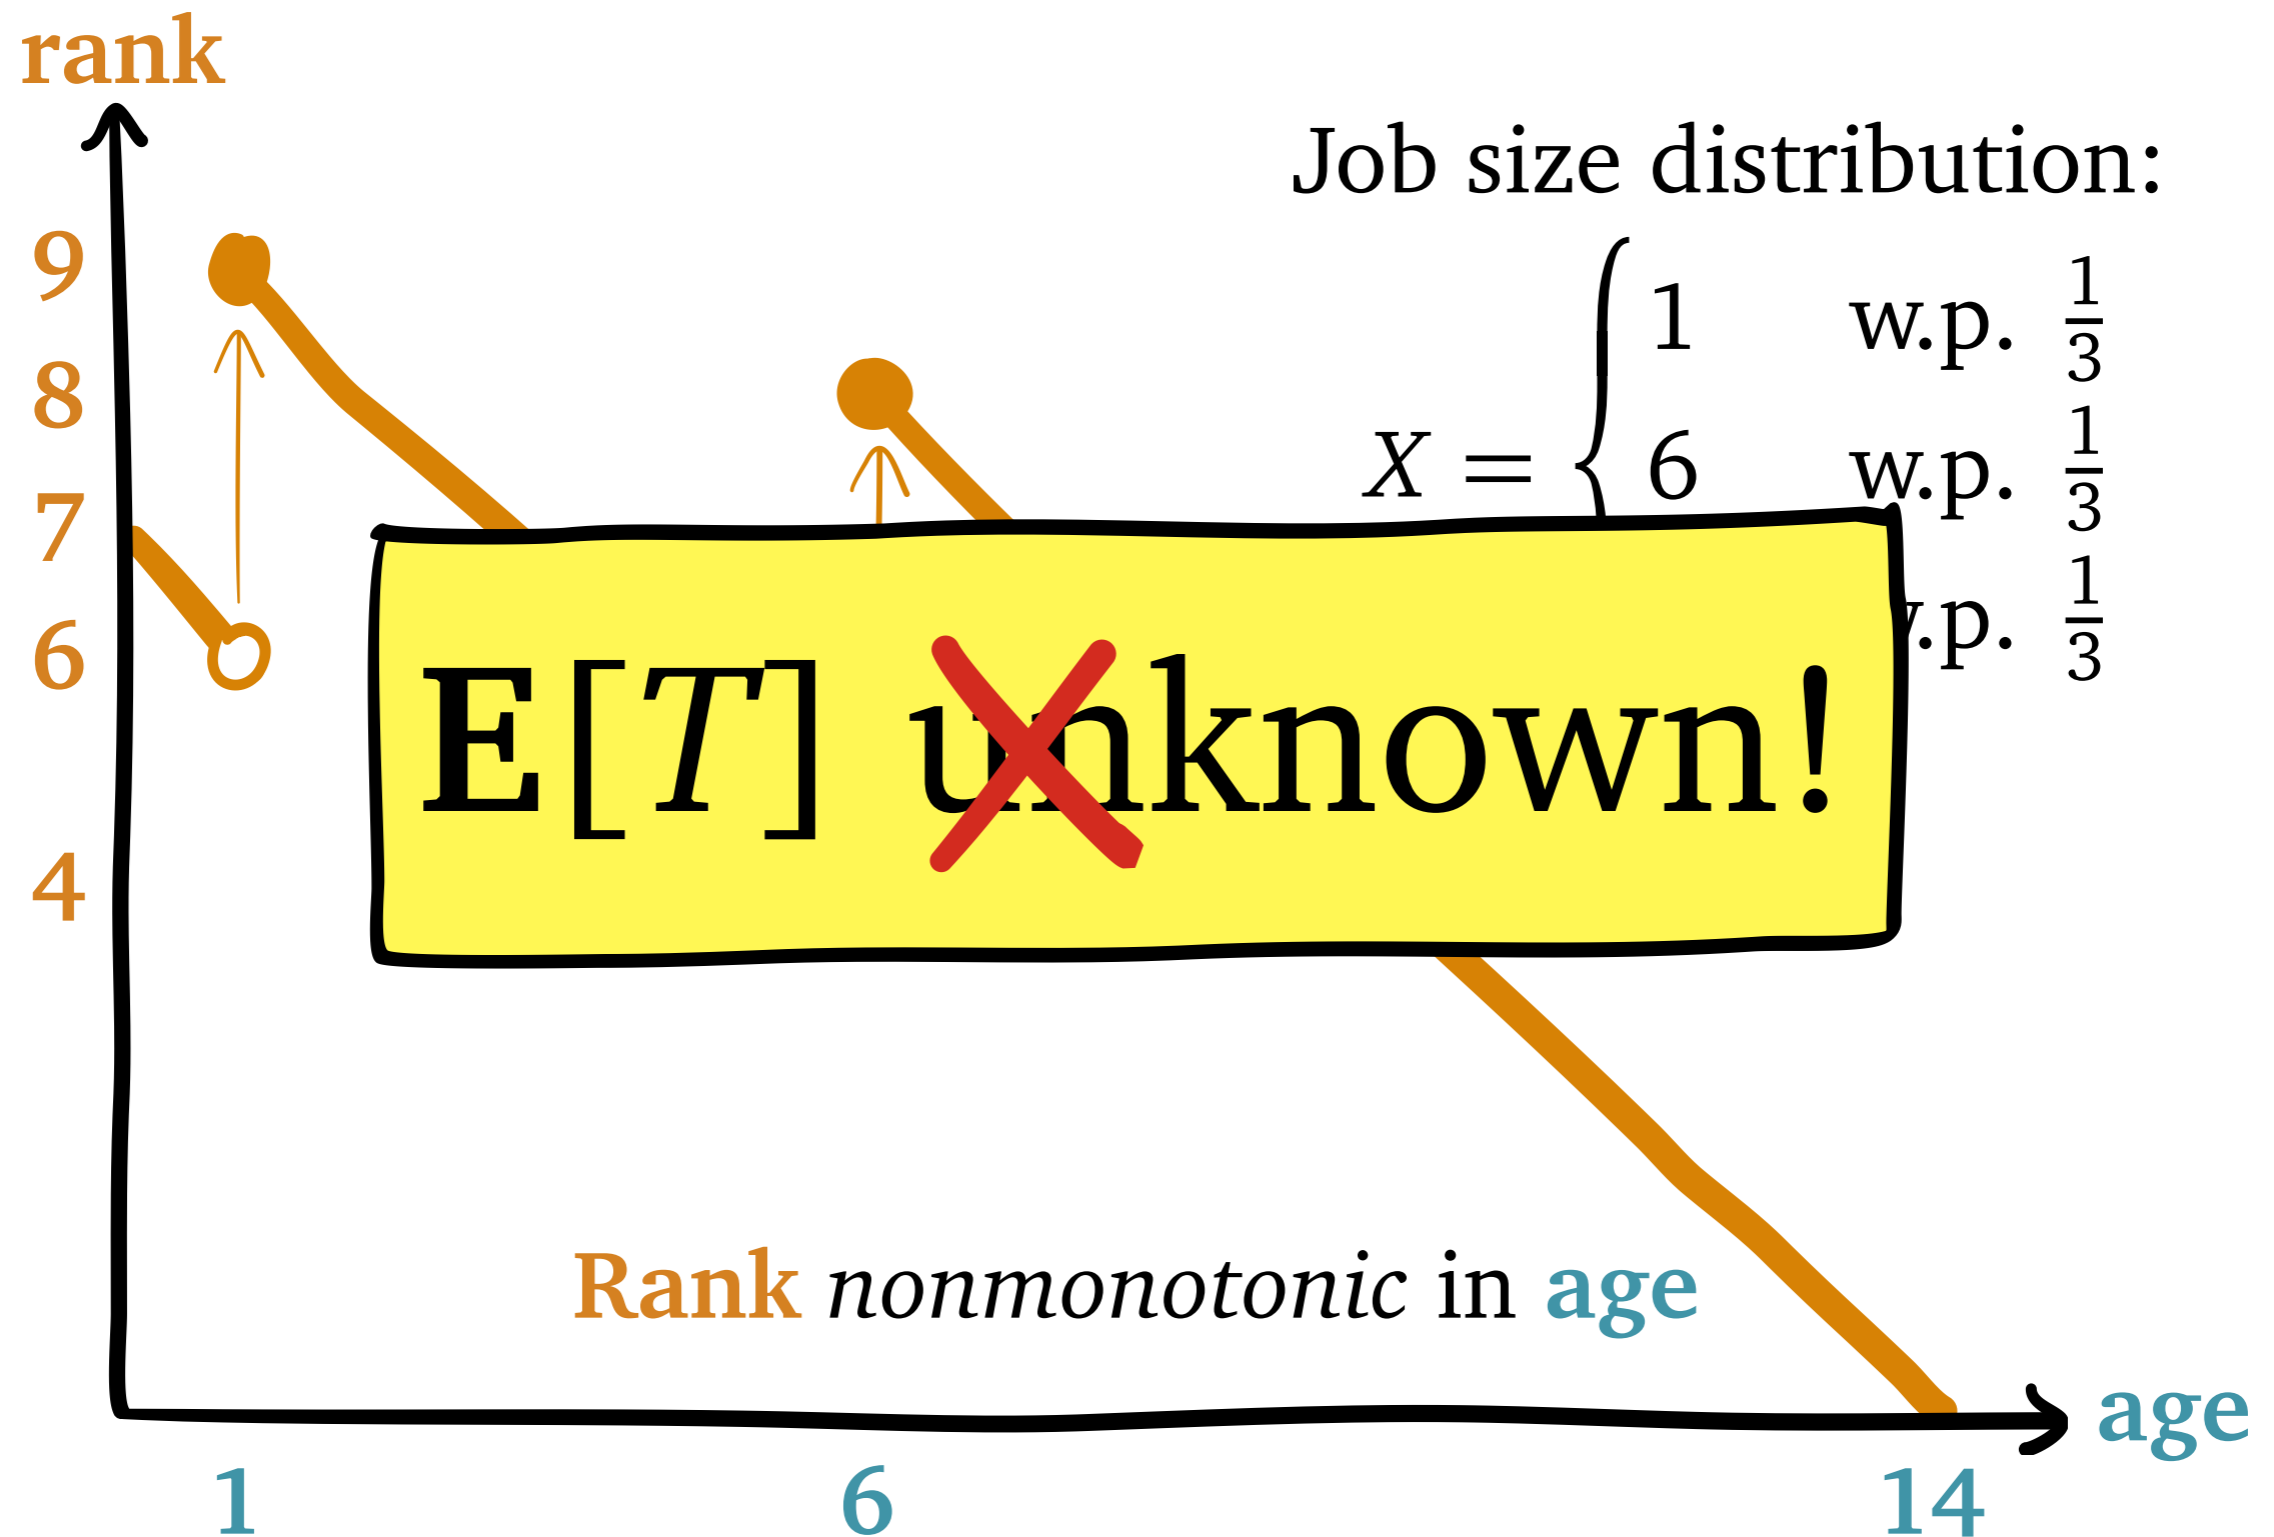 rank
Job size distribution:
9
8
7
6
4
X = { 1 w.p. 1/3
6 w.p. 1/3
.p. 1/3
E[T] unknown!
Rank nonmonotonic in age
age
1 6 14